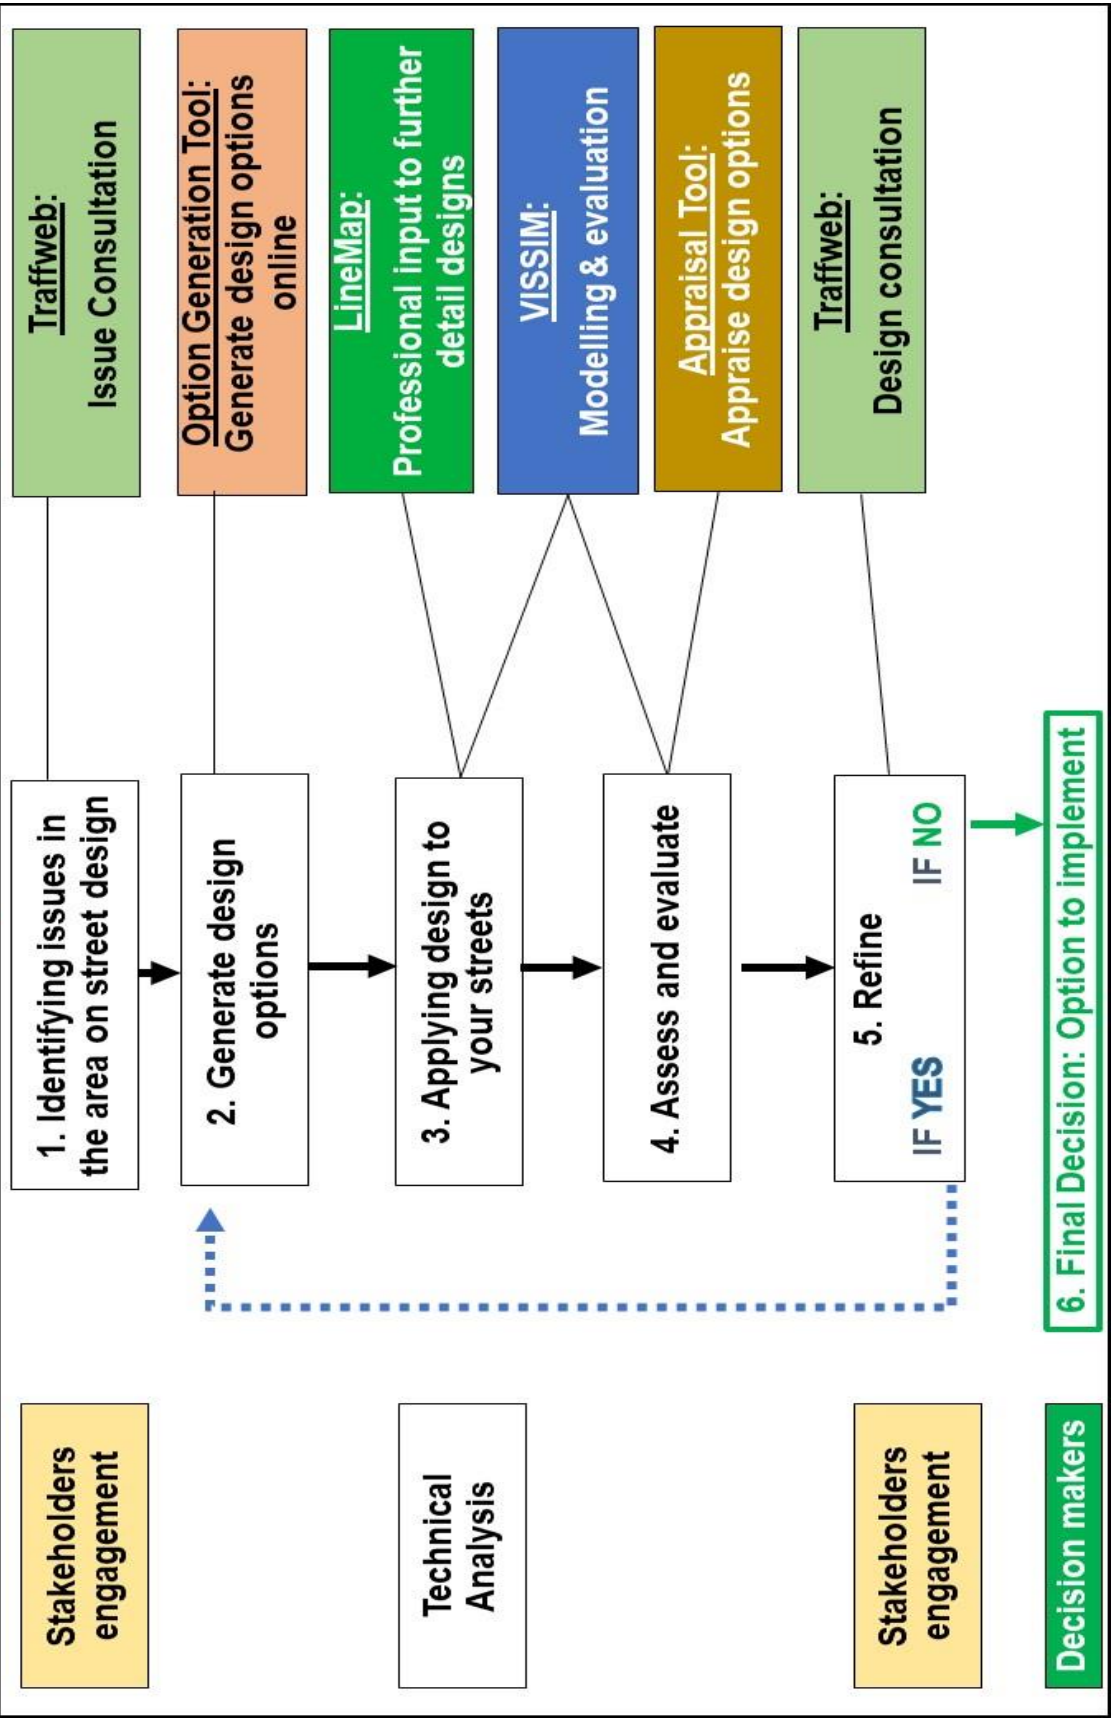 Stakeholders
engagement
1. Identifying issues in
the area on street design
Traffweb:
Issue Consultation
2. Generate design
options
Option Generation Tool:
Generate design options
online
Technical
Analysis
3. Applying design to
your streets
LineMap:
Professional input to further
detail designs
VISSIM:
Modelling & evaluation
4. Assess and evaluate
Appraisal Tool:
Appraise design options
Stakeholders
engagement
5. Refine
IF YES IF NO
Traffweb:
Design consultation
Decision makers
6. Final Decision: Option to implement